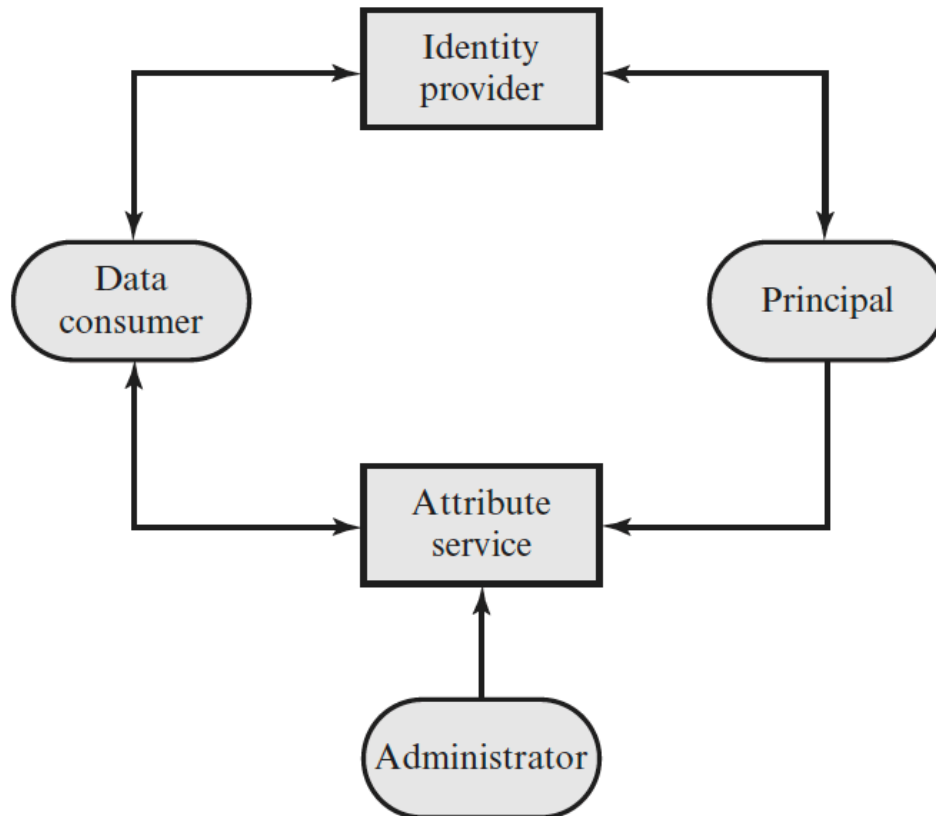 Identity
provider
Data
consumer
Principal
Attribute
service
Administrator